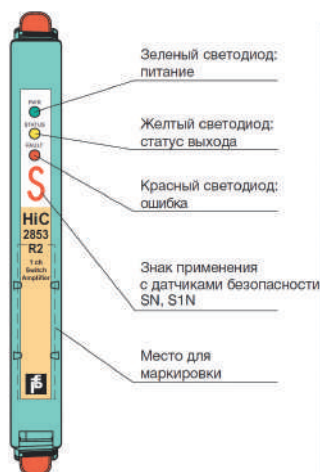 Зеленый светодиод:
питание
PWR
STATUS
Желтый светодиод:
статус выхода
FAULT
Красный светодиод:
ошибка
S
HiC
2853
R2
1 ch
Switch
Amplifier
Знак применения
с датчиками безопасности
SN, S1N
Место для
маркировки